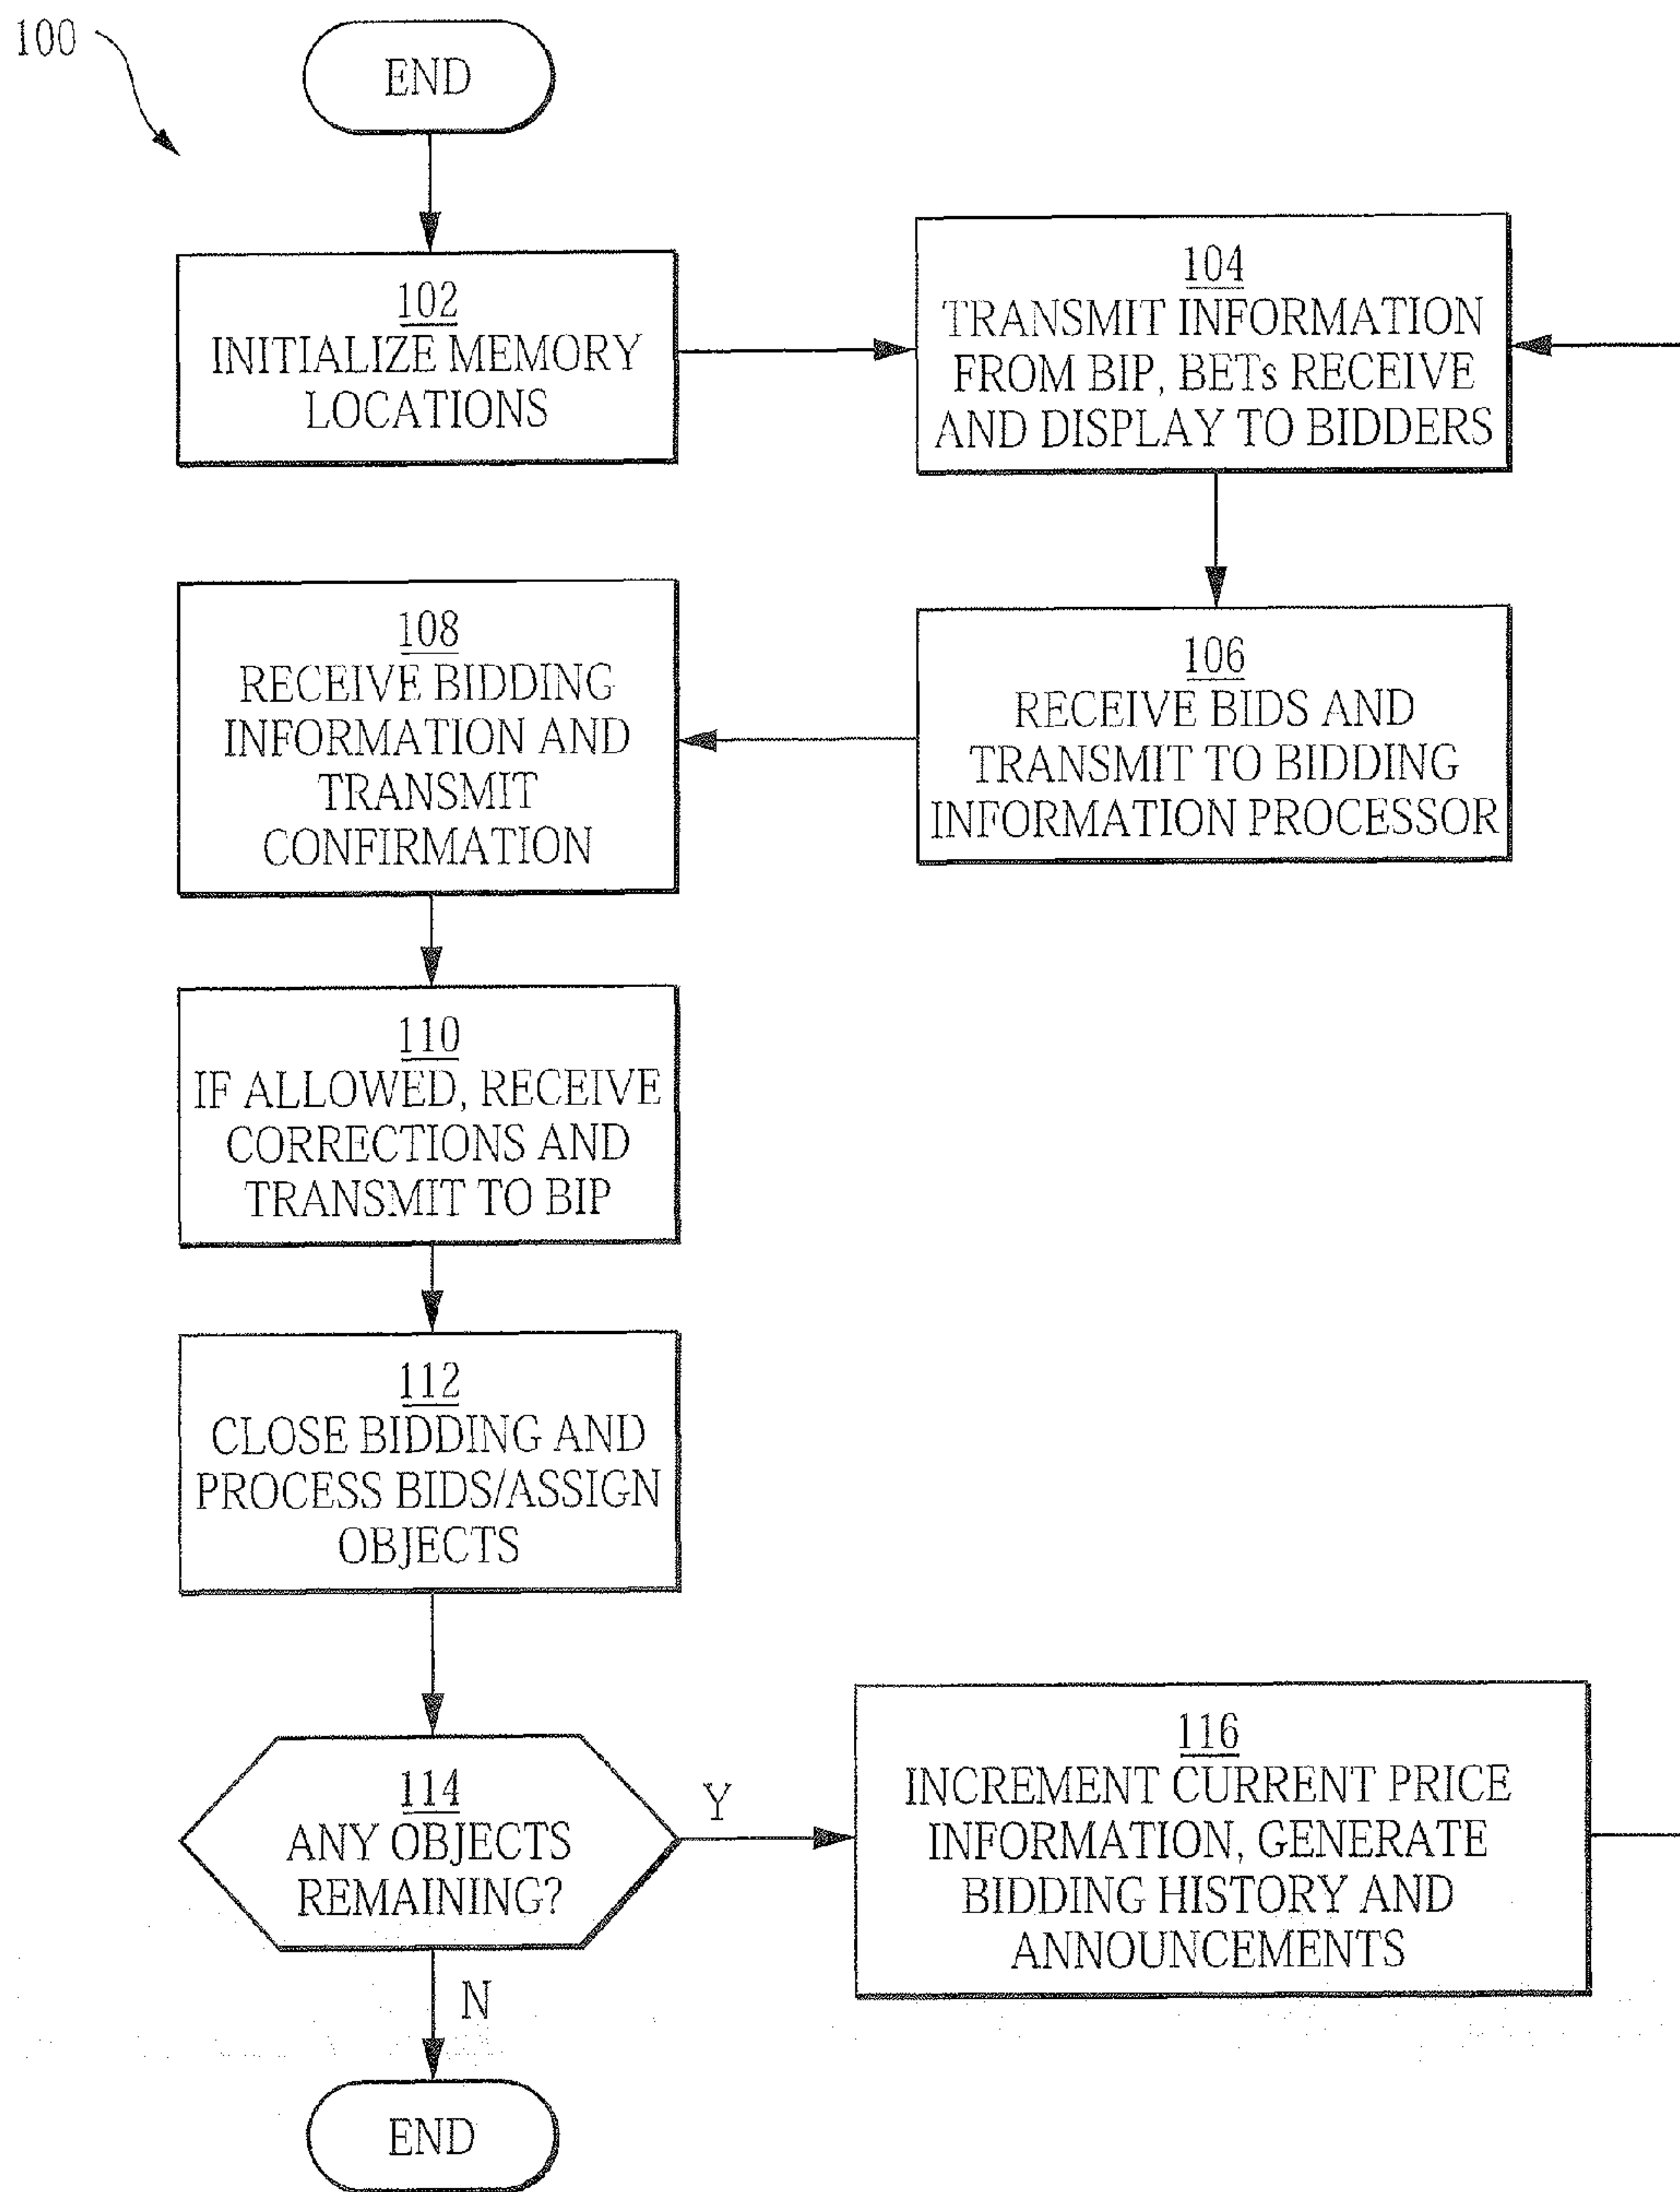 100
END
102
INITIALIZE MEMORY
LOCATIONS
104
TRANSMIT INFORMATION
FROM BIP, BETs RECEIVE
AND DISPLAY TO BIDDERS
106
RECEIVE BIDS AND
TRANSMIT TO BIDDING
INFORMATION PROCESSOR
108
RECEIVE BIDDING
INFORMATION AND
TRANSMIT
CONFIRMATION
110
IF ALLOWED, RECEIVE
CORRECTIONS AND
TRANSMIT TO BIP
112
CLOSE BIDDING AND
PROCESS BIDS/ASSIGN
OBJECTS
114
ANY OBJECTS
REMAINING?
Y
116
INCREMENT CURRENT PRICE
INFORMATION, GENERATE
BIDDING HISTORY AND
ANNOUNCEMENTS
N
END